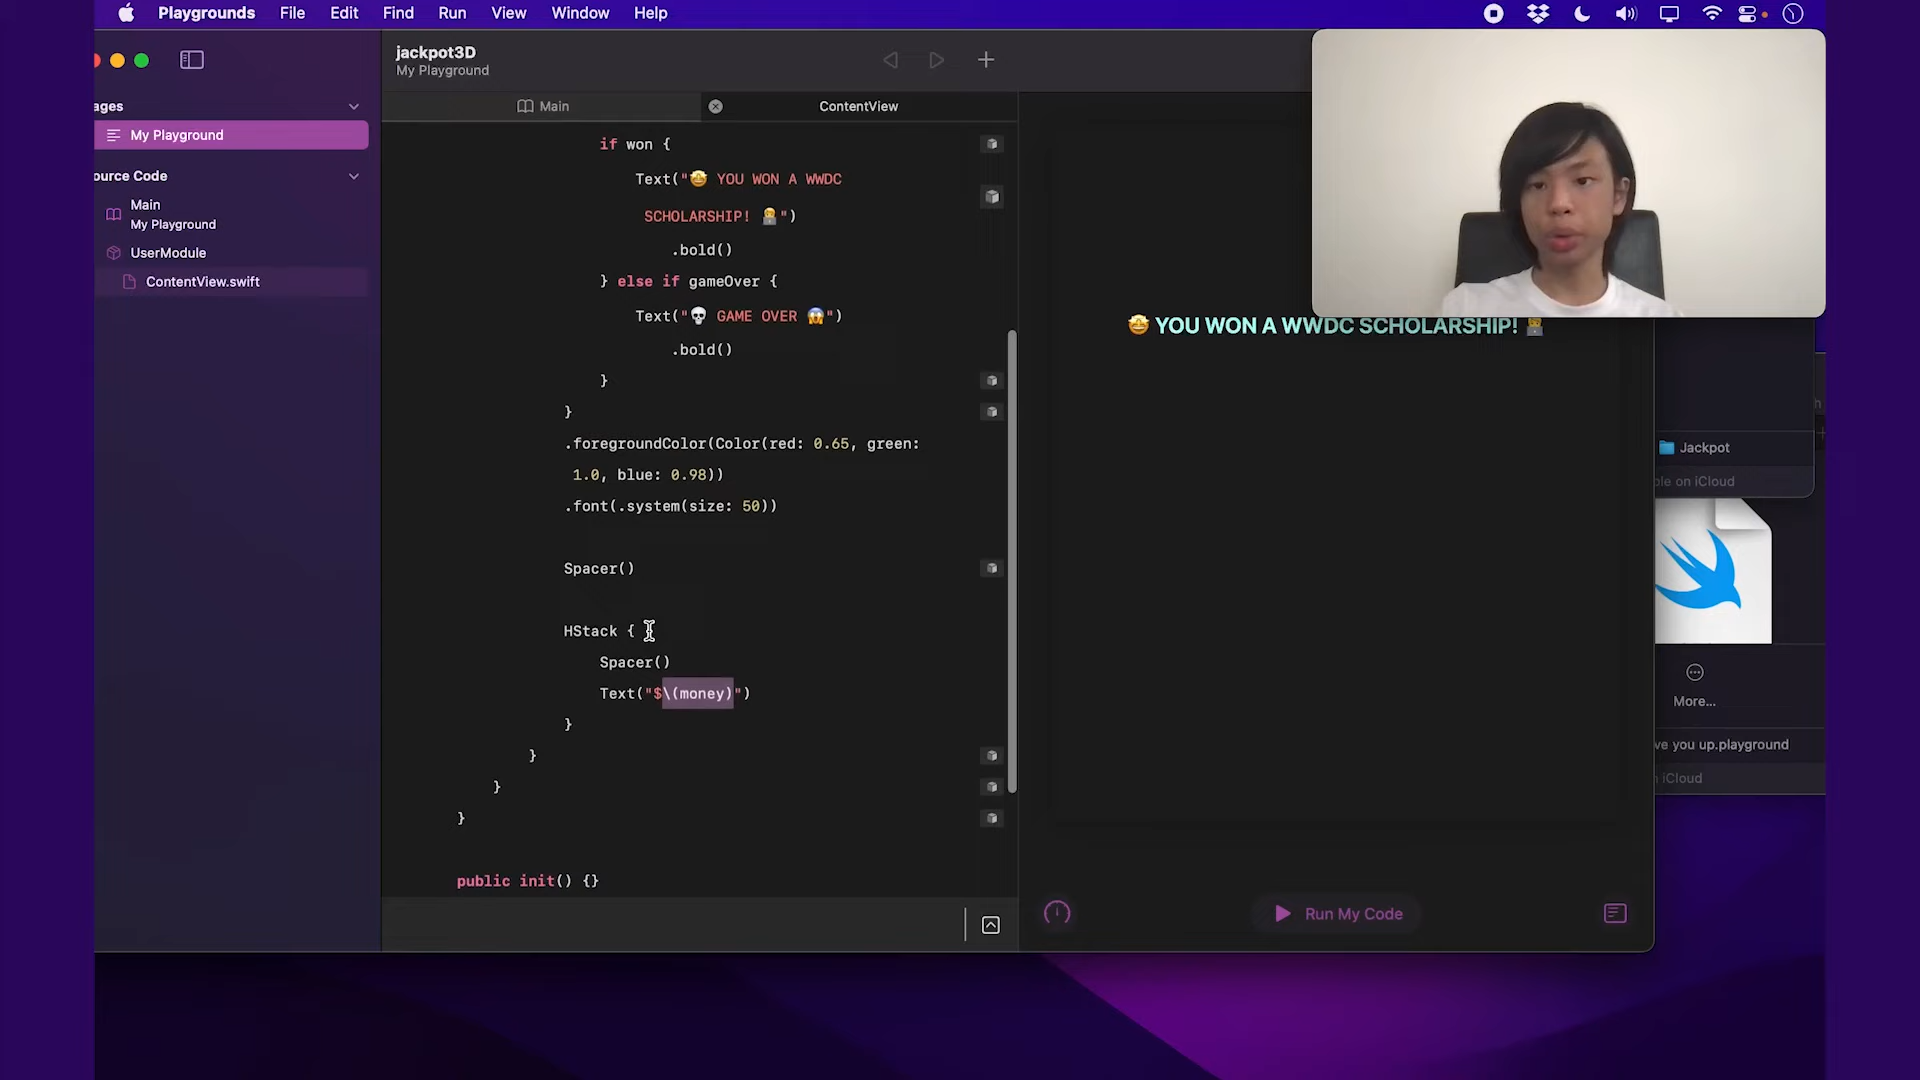 Playgrounds File Edit Find Run View Window Help
jackpot3D
My Playground
ages
My Playground
ource Code
Main
My Playground
UserModule
ContentView.swift
Main
ContentView
if won {
Text("🤩 YOU WON A WWDC
SCHOLARSHIP! 👨‍💻")
.bold()
} else if gameOver {
Text("💀 GAME OVER 😱")
.bold()
}
}
.foregroundColor(Color(red: 0.65, green:
1.0, blue: 0.98))
.font(.system(size: 50))
Spacer()
HStack {
Spacer()
Text("$\(money)")
}
}
}
}
public init() {}
🤩 YOU WON A WWDC SCHOLARSHIP! 👨‍💻
Run My Code
Jackpot
ble on iCloud
More...
ve you up.playground
iCloud